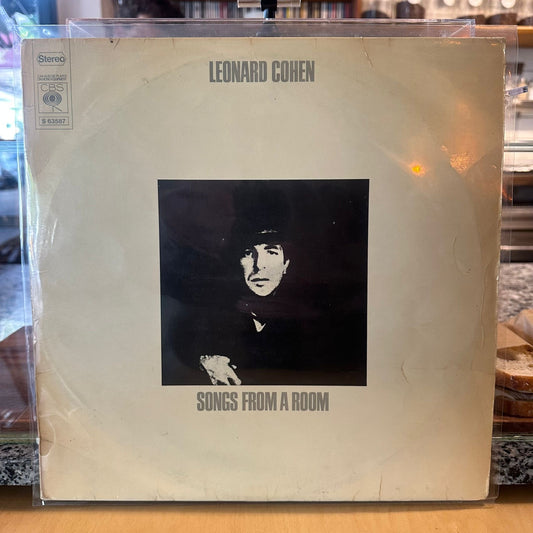 Stereo
CBS
S 63587
LEONARD COHEN
SONGS FROM A ROOM